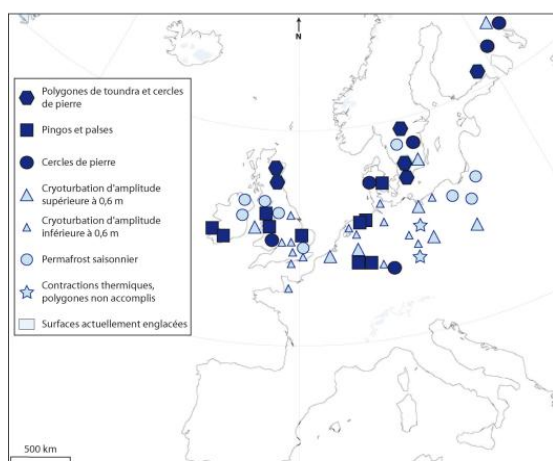 N
Polygones de toundra et cercles
de pierre
Pingos et palses
Cercles de pierre
Cryoturbation d'amplitude
supérieure à 0,6 m
Cryoturbation d'amplitude
inférieure à 0,6 m
Permafrost saisonnier
Contractions thermiques,
polygones non accomplis
Surfaces actuellement englacées
500 km